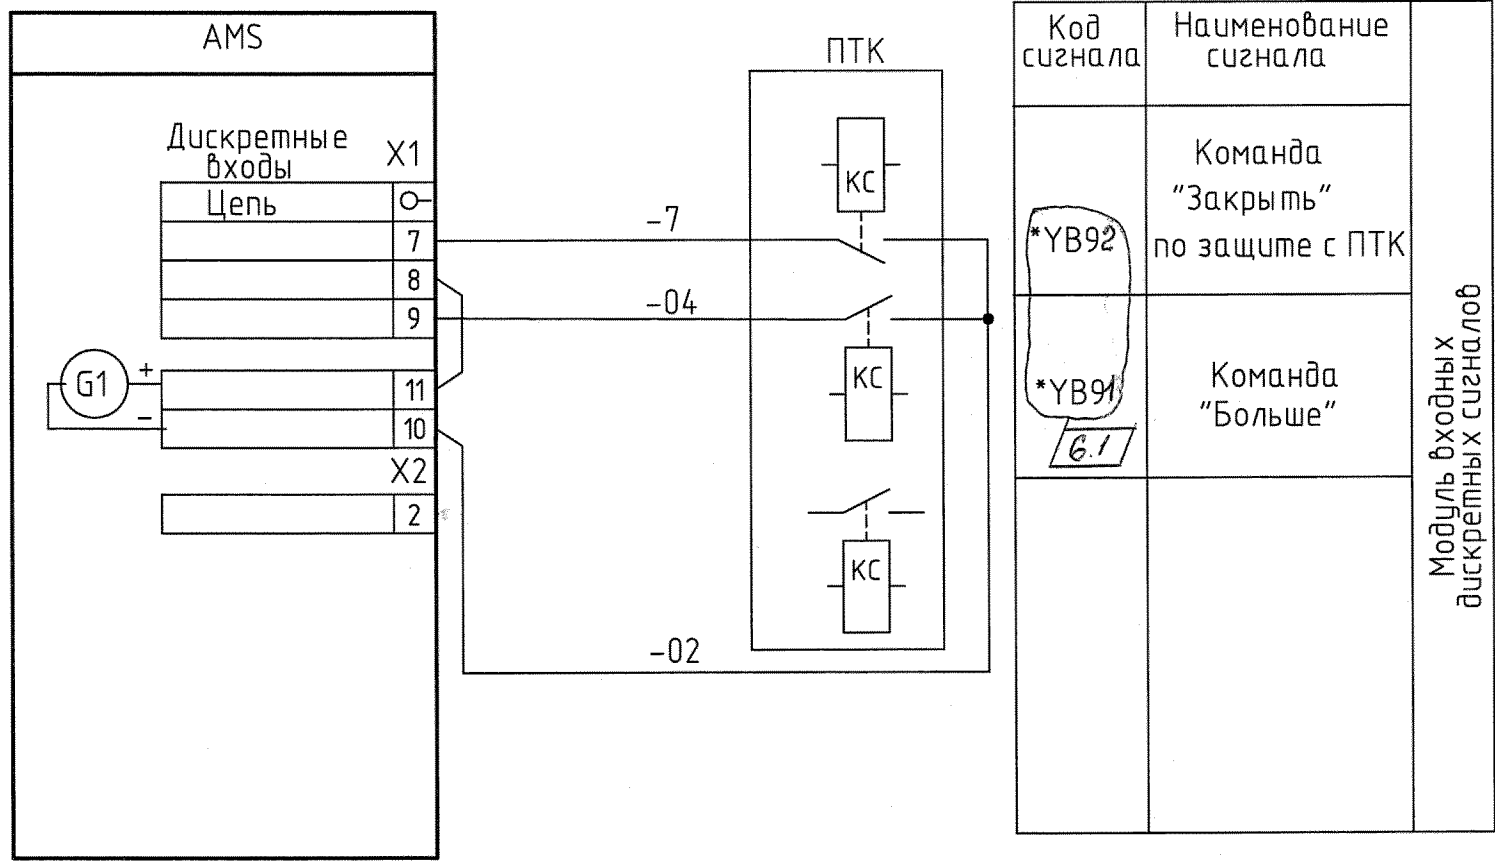 AMS
Дискретные
входы
X1
Цепь
7
8
9
G1
+
−
11
10
X2
2
-7
-04
-02
ПТК
КС
КС
КС
Код
сигнала
Наименование
сигнала
*YB92
Команда
"Закрыть"
по защите с ПТК
*YB91
6.1
Команда
"Больше"
Модуль входных
дискретных сигналов